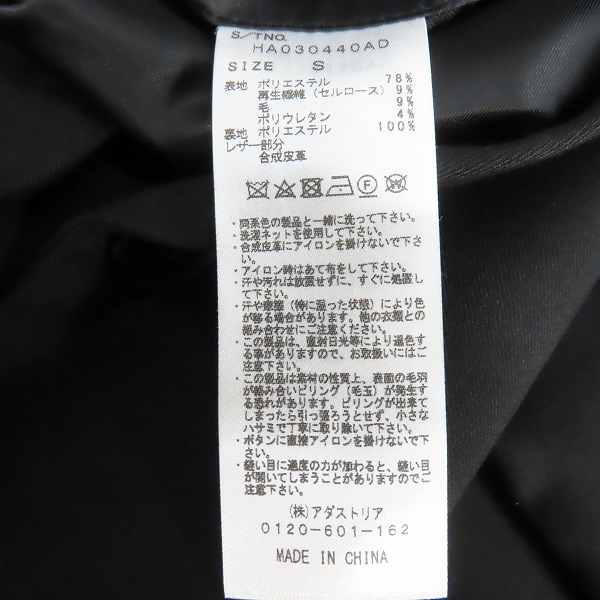 S/TNO.
HA030440AD
SIZE S
表地 ポリエステル 78%
再生繊維(セルロース) 9%
毛 9%
ポリウレタン 4%
裏地 ポリエステル 100%
レザー部分
合成皮革
P
F
W
・同系色の製品と一緒に洗って下さい。
・洗濯ネットを使用して下さい。
・合成皮革にアイロンを掛けないで下さ
い。
・アイロン時はあて布をして下さい。
・汗や汚れは放置せずに、すぐに処置し
て下さい。
・汗や摩擦(特に湿った状態)により色
が移る場合があります。他の衣類との
組み合わせにご注意ください。
・この製品は、直射日光等により退色す
る事がありますので、お取扱いにはご
注意下さい。
・この製品は素材の性質上、表面の毛羽
が絡み合いピリング(毛玉)が発生す
る恐れがあります。ピリングが出来て
しまったら引っ張ろうとせず、小さな
ハサミで丁寧に取り除いて下さい。
・ボタンに直接アイロンを掛けないで下
さい。
・縫い目に過度の力が加わると、縫い目
が開いてしまうことがありますのでご
注意下さい。
(株)アダストリア
0120-601-162
MADE IN CHINA